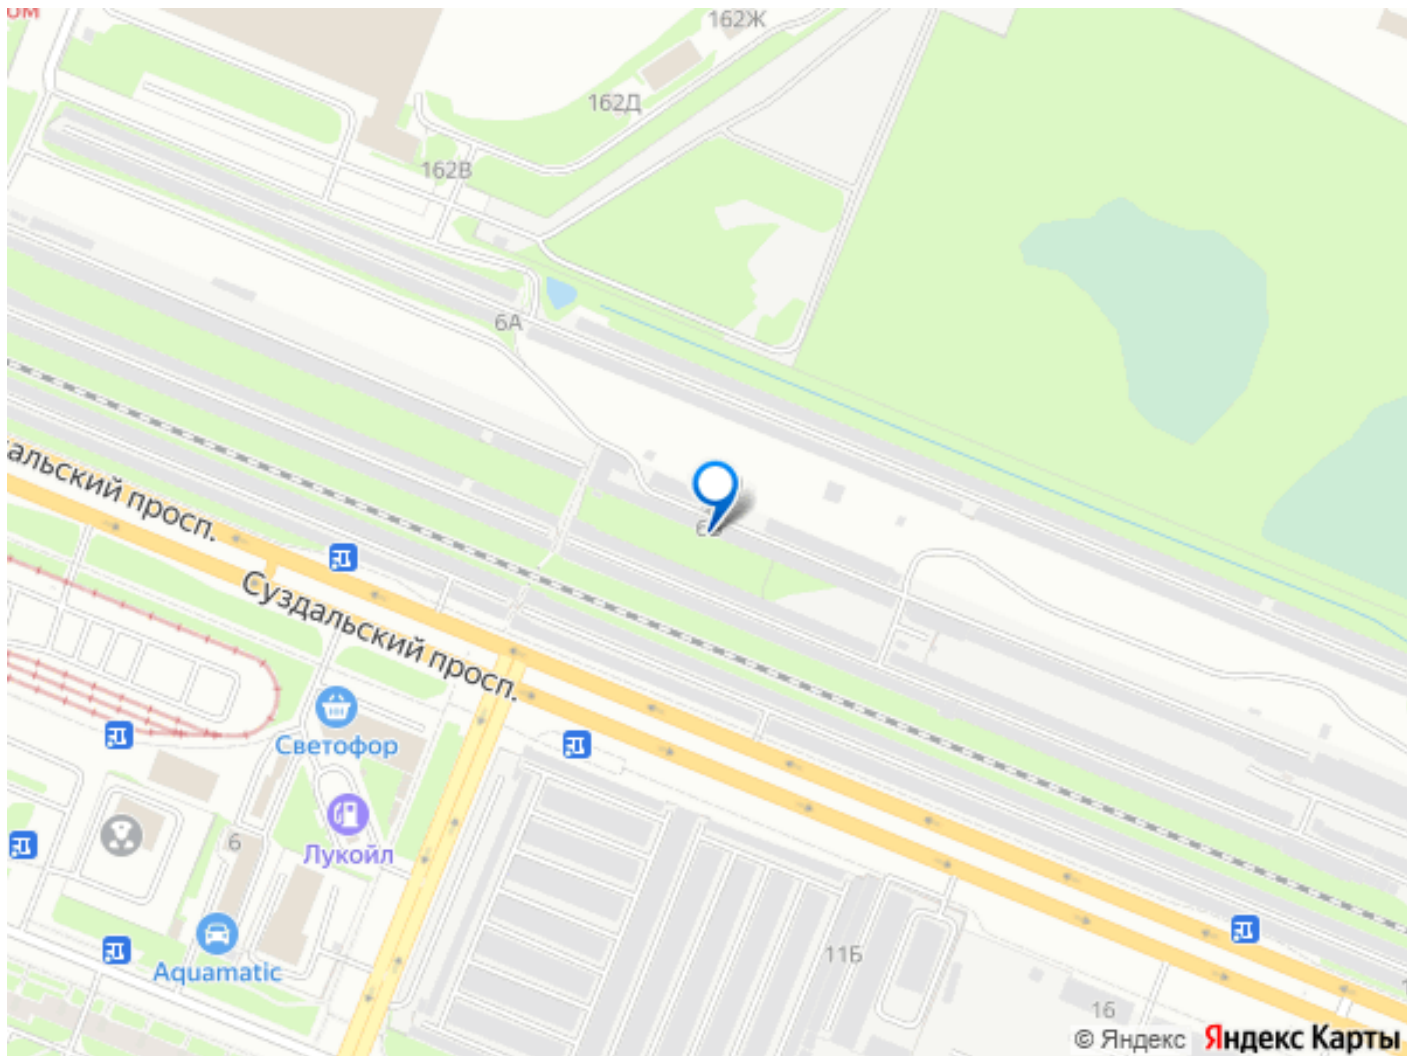 162Ж
162Д
162В
6А
альский просп.
Суздальский просп.
Светофор
Лукойл
6
Aquamatic
11Б
16
© Яндекс Яндекс Карты